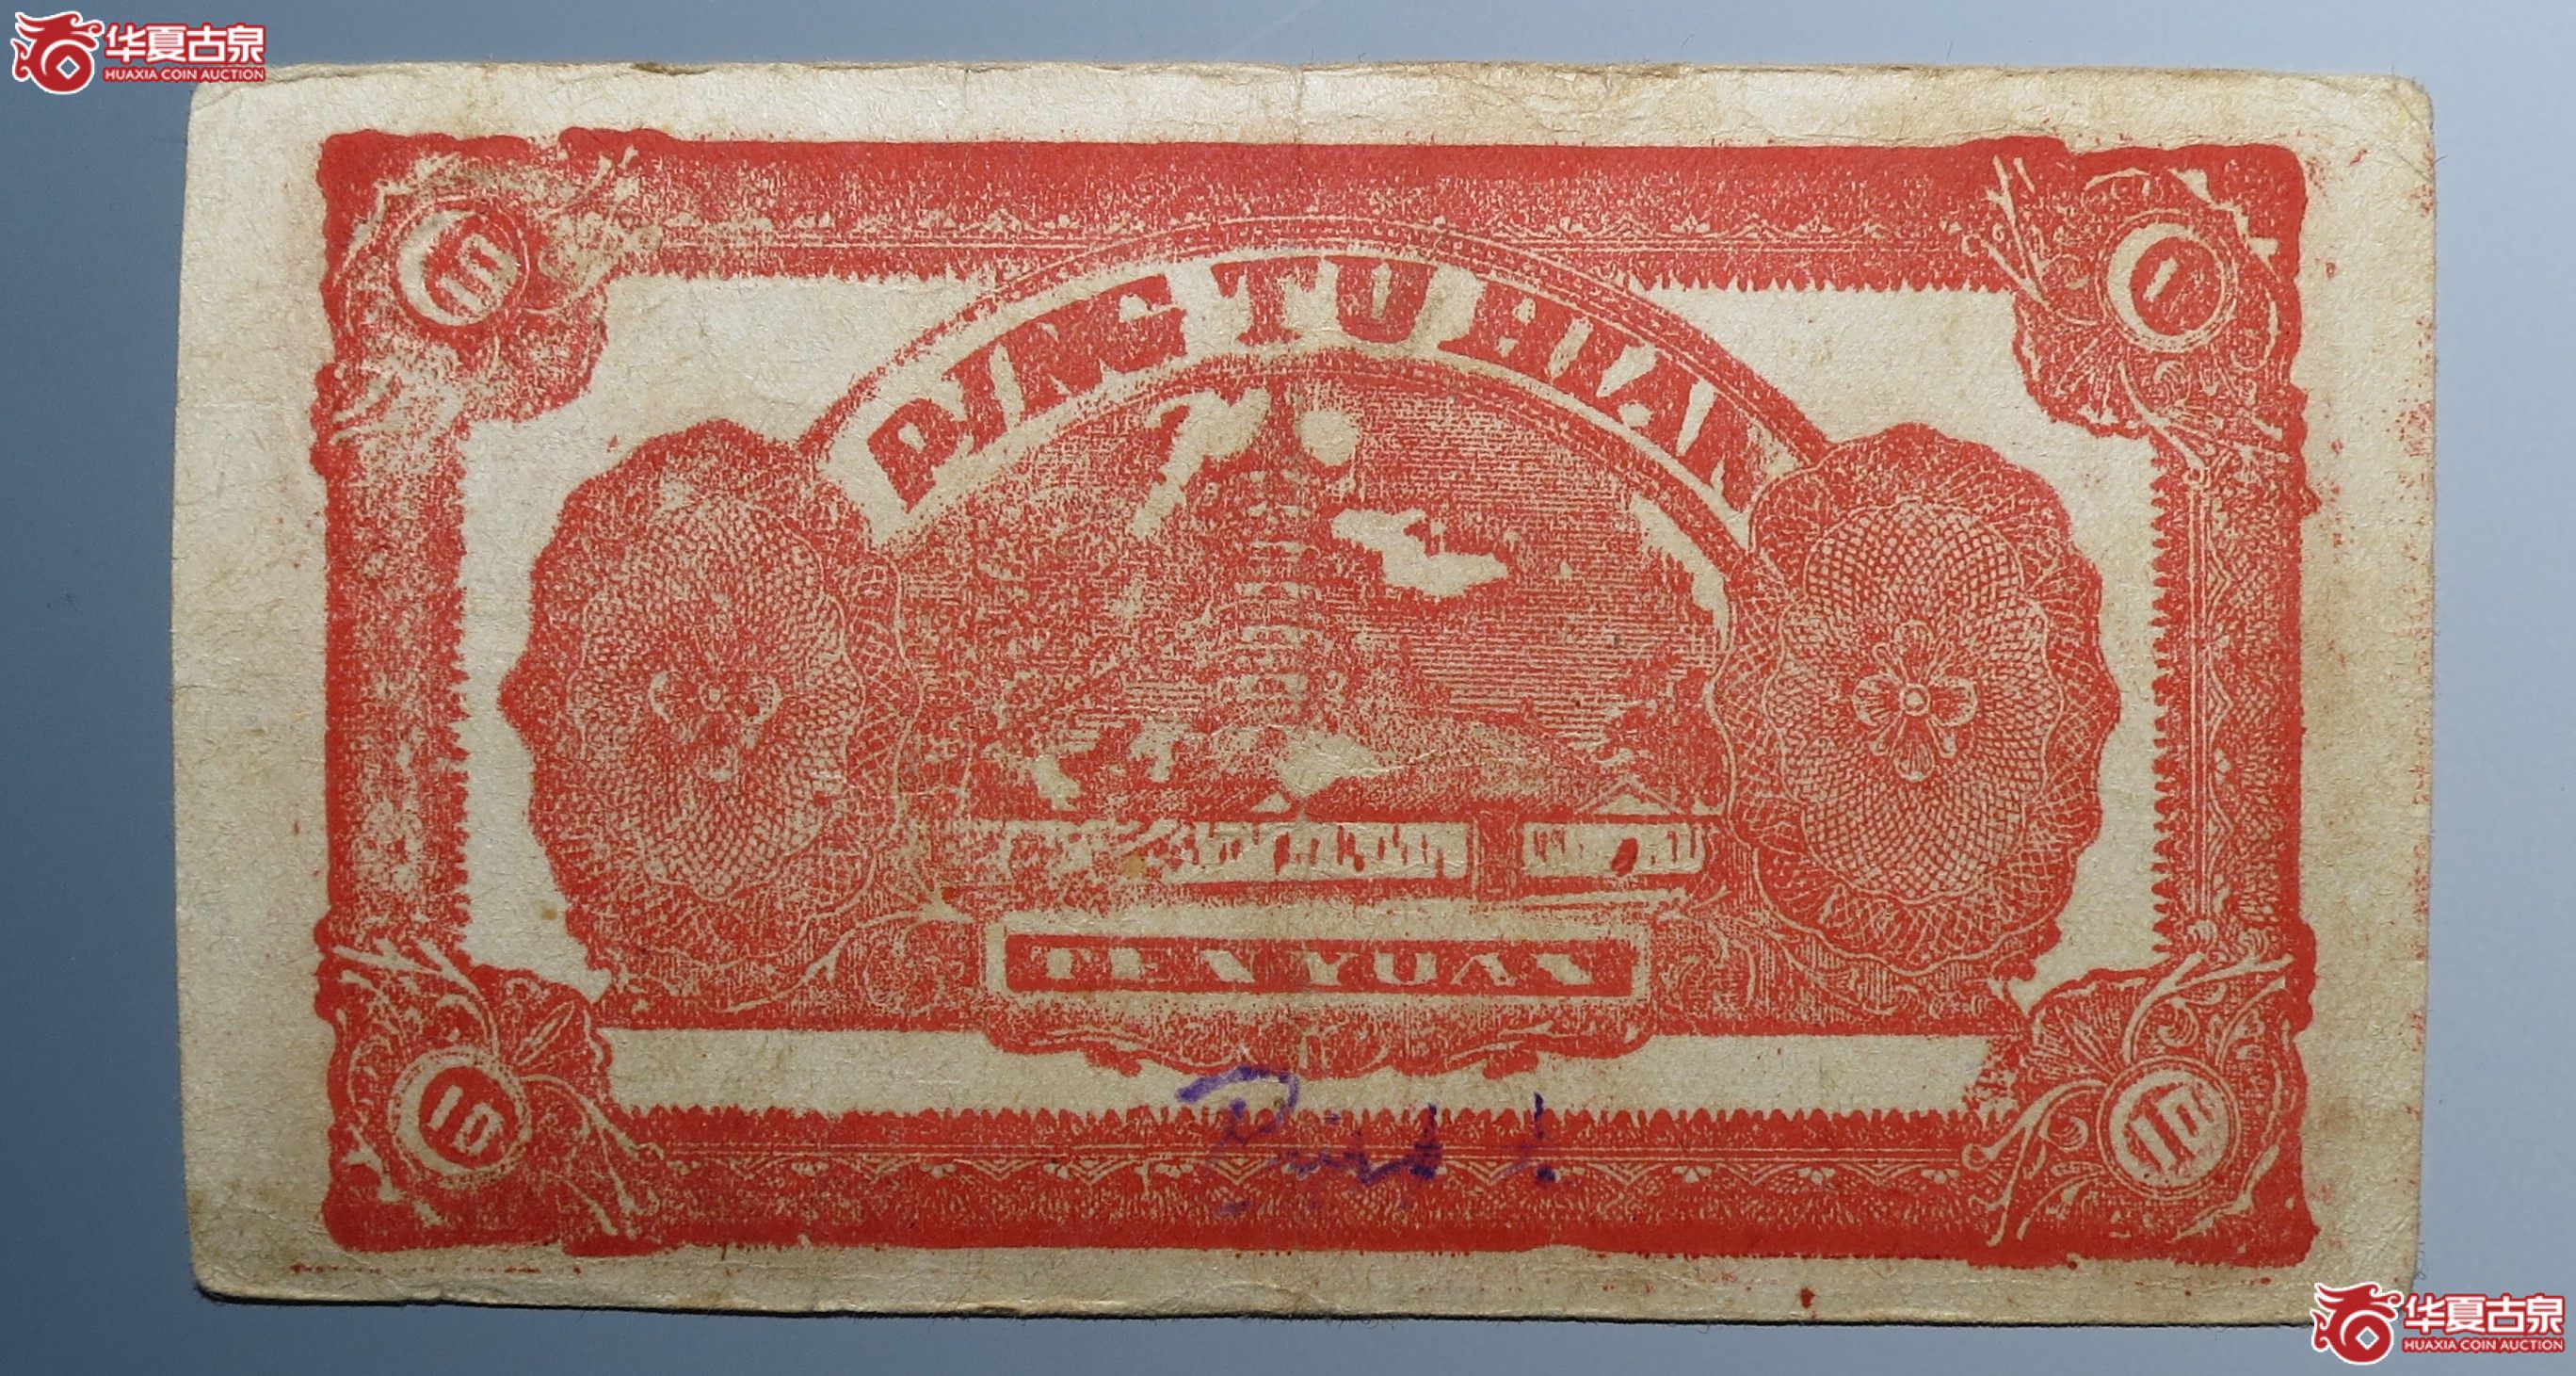 华夏古泉
HUAXIA COIN AUCTION
10
PING TU HIAN
TEN YUAN
10
10
华夏古泉
HUAXIA COIN AUCTION